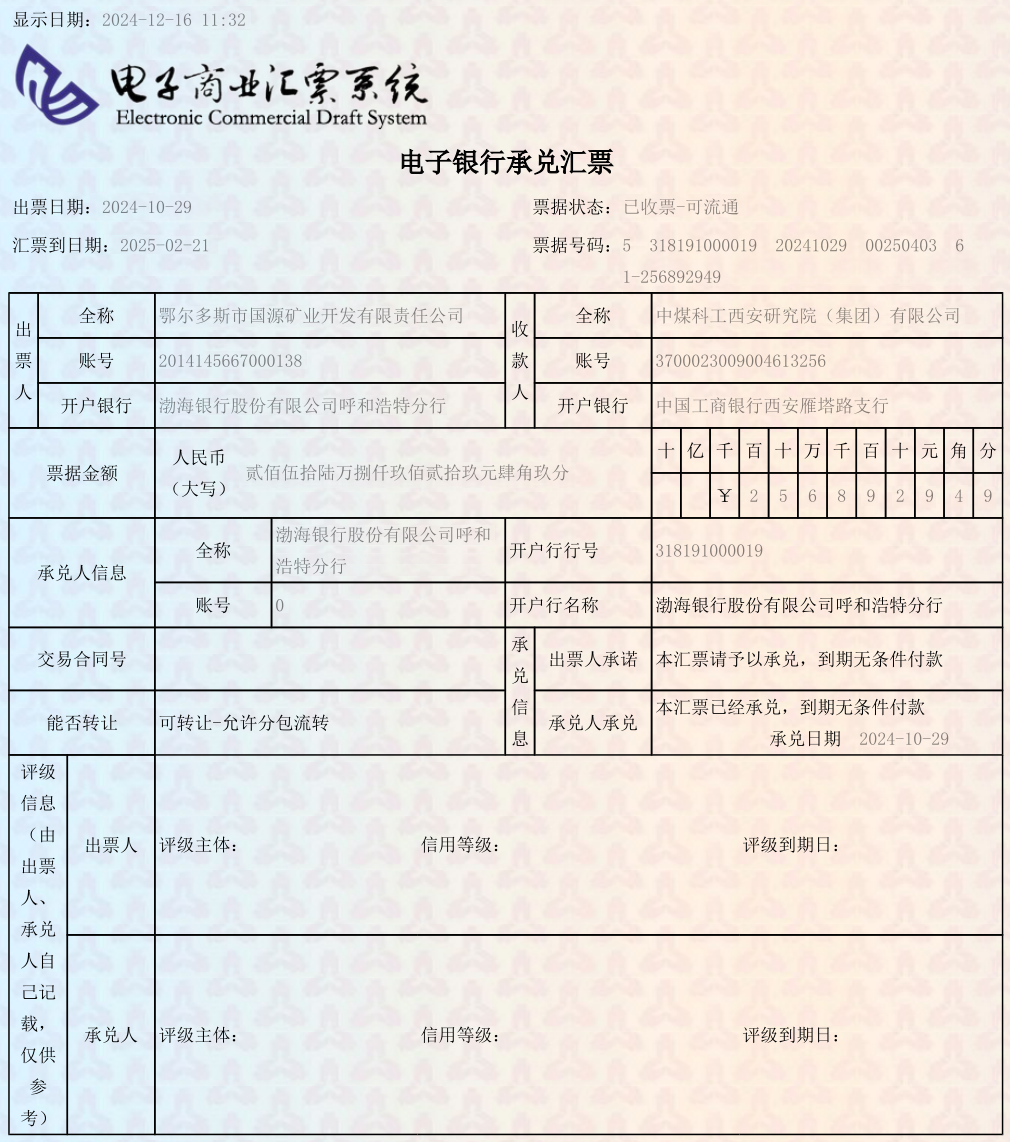 显示日期：2024-12-16 11:32
电子商业汇票系统
Electronic Commercial Draft System
电子银行承兑汇票
出票日期：2024-10-29 票据状态：已收票-可流通
汇票到日期：2025-02-21 票据号码：5 318191000019 20241029 00250403 6
1-256892949
出票人 全称 鄂尔多斯市国源矿业开发有限责任公司 收款人 全称 中煤科工西安研究院（集团）有限公司
账号 2014145667000138 账号 3700023009004613256
开户银行 渤海银行股份有限公司呼和浩特分行 开户银行 中国工商银行西安雁塔路支行
票据金额 人民币（大写） 贰佰伍拾陆万捌仟玖佰贰拾玖元肆角玖分 十 亿 千 百 十 万 千 百 十 元 角 分
¥ 2 5 6 8 9 2 9 4 9
承兑人信息 全称 渤海银行股份有限公司呼和浩特分行 开户行行号 318191000019
账号 0 开户行名称 渤海银行股份有限公司呼和浩特分行
交易合同号 承兑信息 出票人承诺 本汇票请予以承兑，到期无条件付款
能否转让 可转让-允许分包流转 承兑人承兑 本汇票已经承兑，到期无条件付款
承兑日期 2024-10-29
评级信息（由出票人、承兑人自己记载，仅供参考） 出票人 评级主体： 信用等级： 评级到期日：
承兑人 评级主体： 信用等级： 评级到期日：